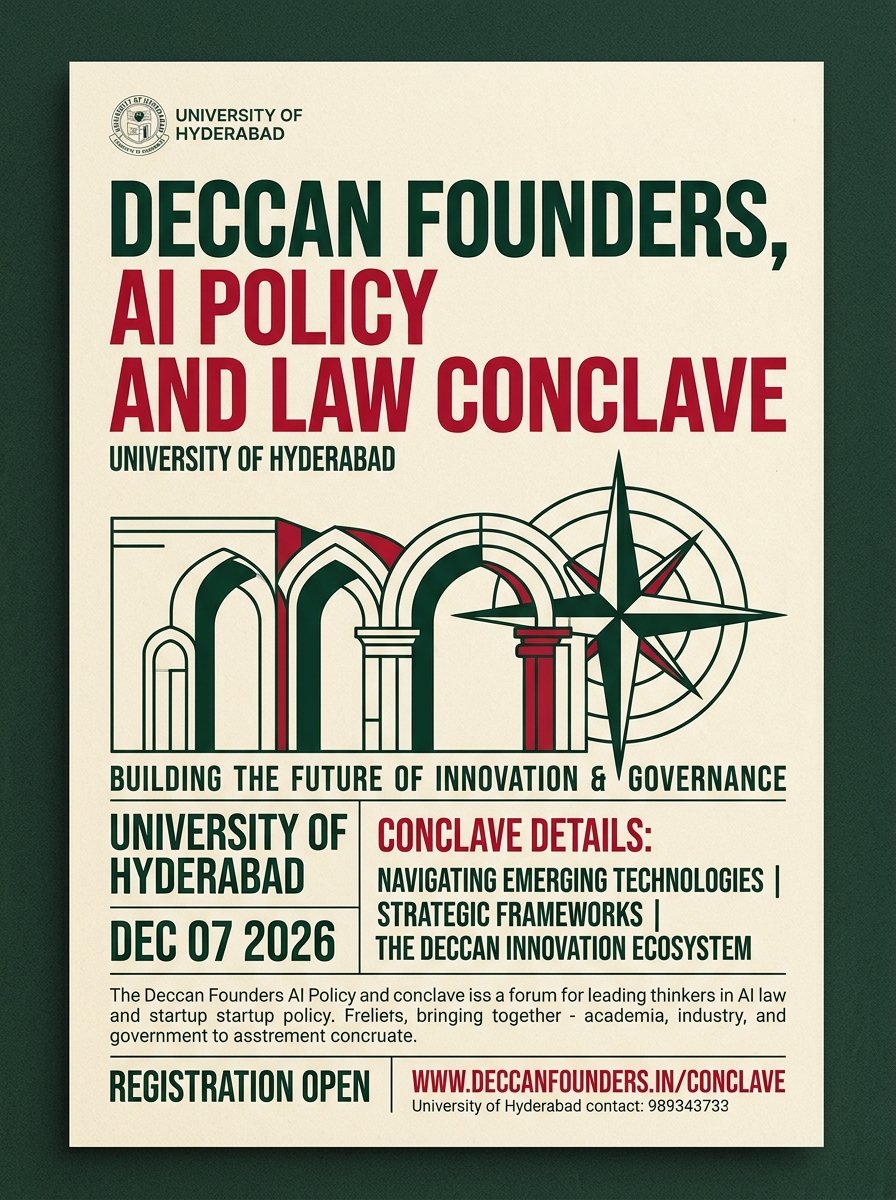 UNIVERSITY OF
HYDERABAD
DECCAN FOUNDERS,
AI POLICY
AND LAW CONCLAVE
UNIVERSITY OF HYDERABAD
BUILDING THE FUTURE OF INNOVATION & GOVERNANCE
UNIVERSITY OF
HYDERABAD
DEC 07 2026
CONCLAVE DETAILS:
NAVIGATING EMERGING TECHNOLOGIES |
STRATEGIC FRAMEWORKS |
THE DECCAN INNOVATION ECOSYSTEM
The Deccan Founders AI Policy and conclave iss a forum for leading thinkers in AI law
and startup startup policy. Freliers, bringing together - academia, industry, and
government to asstrement concruate.
REGISTRATION OPEN
WWW.DECCANFOUNDERS.IN/CONCLAVE
University of Hyderabad contact: 989343733